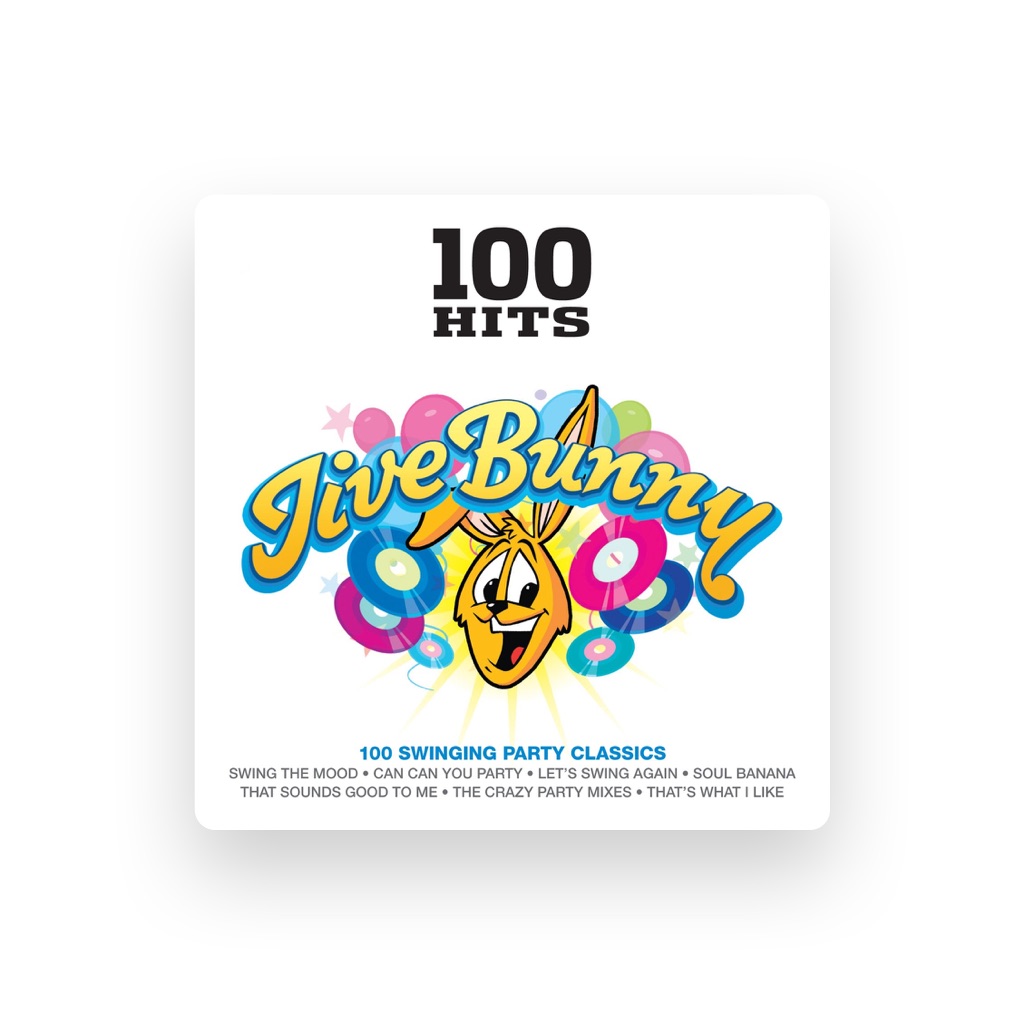 100
HITS
Jive Bunny
100 SWINGING PARTY CLASSICS
SWING THE MOOD • CAN CAN YOU PARTY • LET'S SWING AGAIN • SOUL BANANA
THAT SOUNDS GOOD TO ME • THE CRAZY PARTY MIXES • THAT'S WHAT I LIKE